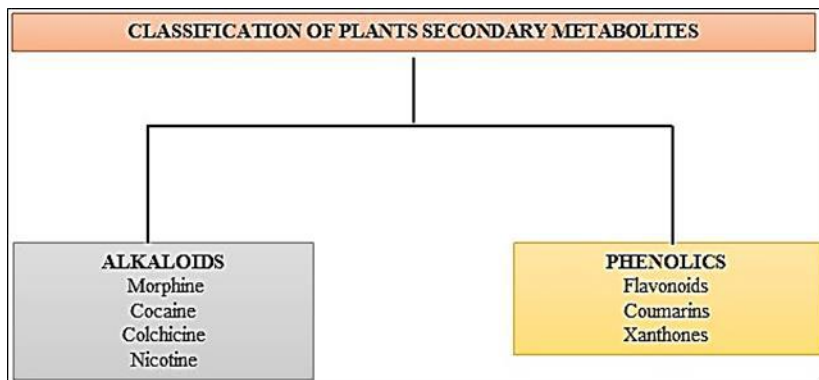 CLASSIFICATION OF PLANTS SECONDARY METABOLITES
ALKALOIDS
Morphine
Cocaine
Colchicine
Nicotine
PHENOLICS
Flavonoids
Coumarins
Xanthones